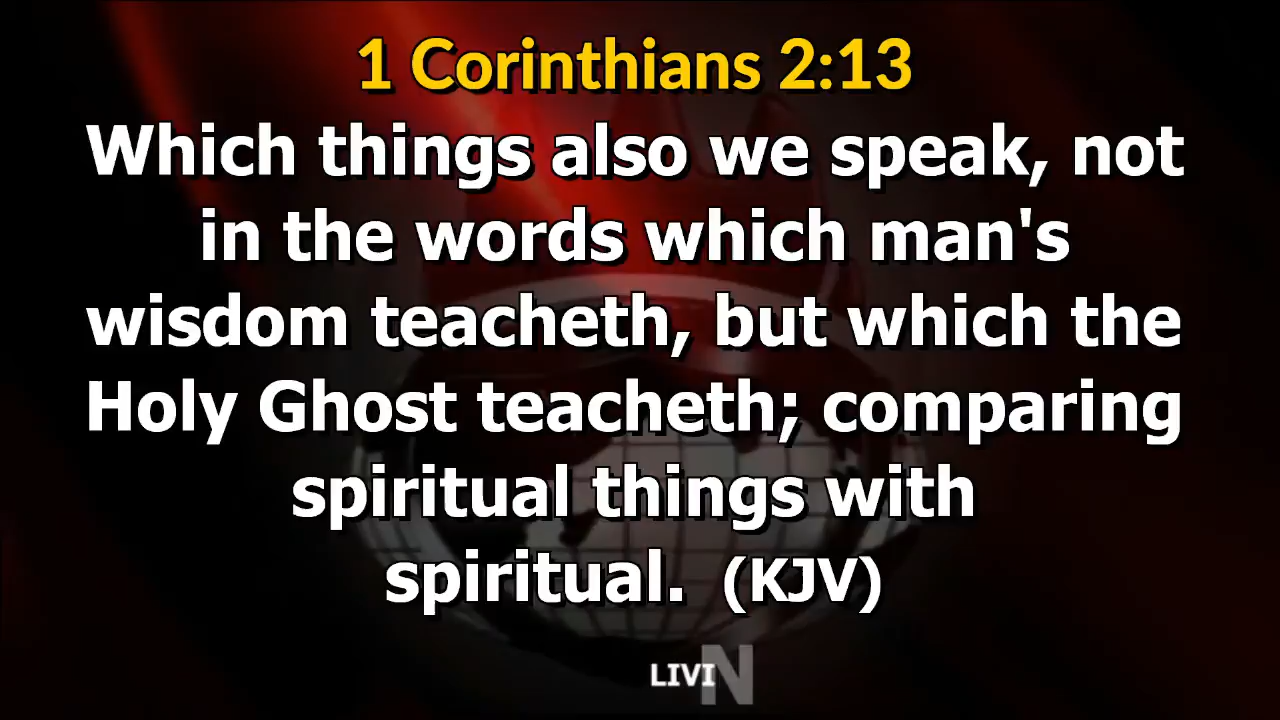 1 Corinthians 2:13
Which things also we speak, not
in the words which man's
wisdom teacheth, but which the
Holy Ghost teacheth; comparing
spiritual things with
spiritual. (KJV)
LIVIN